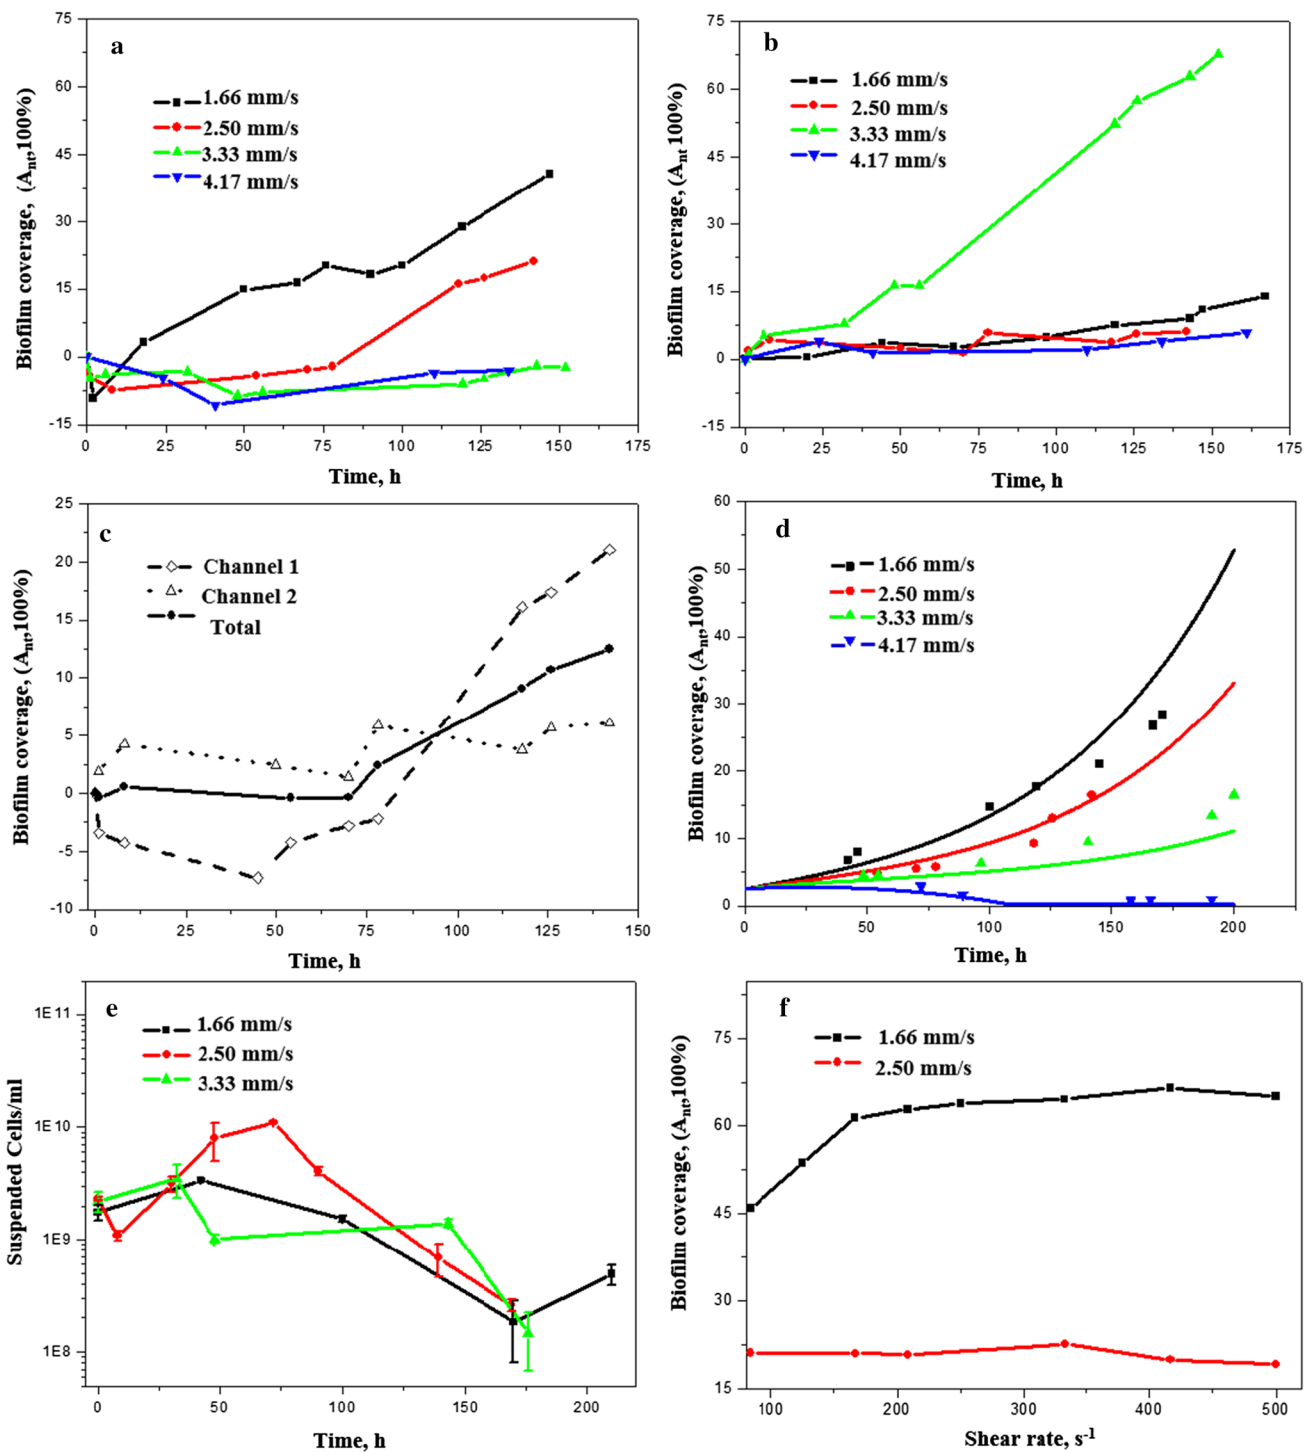 a
1.66 mm/s
2.50 mm/s
3.33 mm/s
4.17 mm/s
Biofilm coverage, (Ant,100%)
75
60
45
30
15
0
-15
0 25 50 75 100 125 150 175
Time, h
b
1.66 mm/s
2.50 mm/s
3.33 mm/s
4.17 mm/s
Biofilm coverage, (Ant 100%)
75
60
45
30
15
0
-15
0 25 50 75 100 125 150 175
Time, h
c
Channel 1
Channel 2
Total
Biofilm coverage, (Ant,100%)
25
20
15
10
5
0
-5
-10
0 25 50 75 100 125 150
Time, h
d
1.66 mm/s
2.50 mm/s
3.33 mm/s
4.17 mm/s
Biofilm coverage, (Ant,100%)
60
50
40
30
20
10
0
0 50 100 150 200
Time, h
e
1.66 mm/s
2.50 mm/s
3.33 mm/s
Suspended Cells/ml
1E11
1E10
1E9
1E8
0 50 100 150 200
Time, h
f
1.66 mm/s
2.50 mm/s
Biofilm coverage, (Ant,100%)
75
60
45
30
15
100 200 300 400 500
Shear rate, s-1